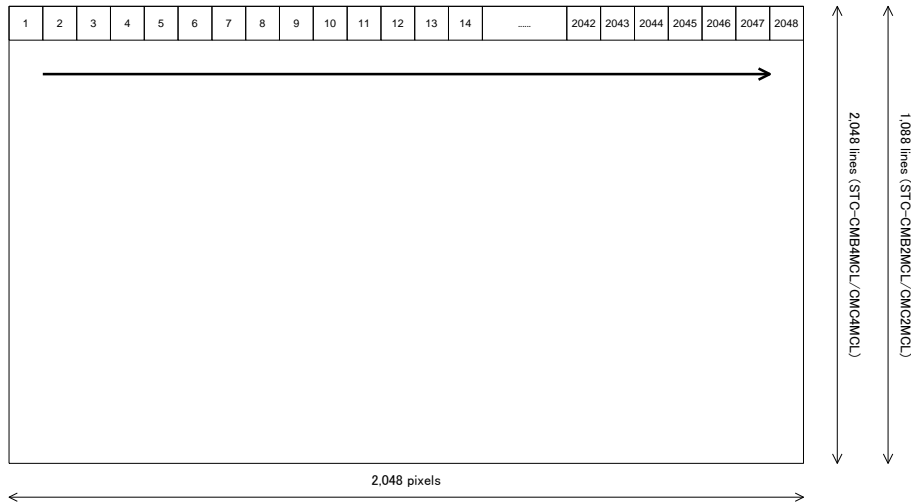 1 2 3 4 5 6 7 8 9 10 11 12 13 14 ...... 2042 2043 2044 2045 2046 2047 2048
2,048 lines (STC-CMB4MCL/CMC4MCL)
1,088 lines (STC-CMB2MCL/CMC2MCL)
2,048 pixels